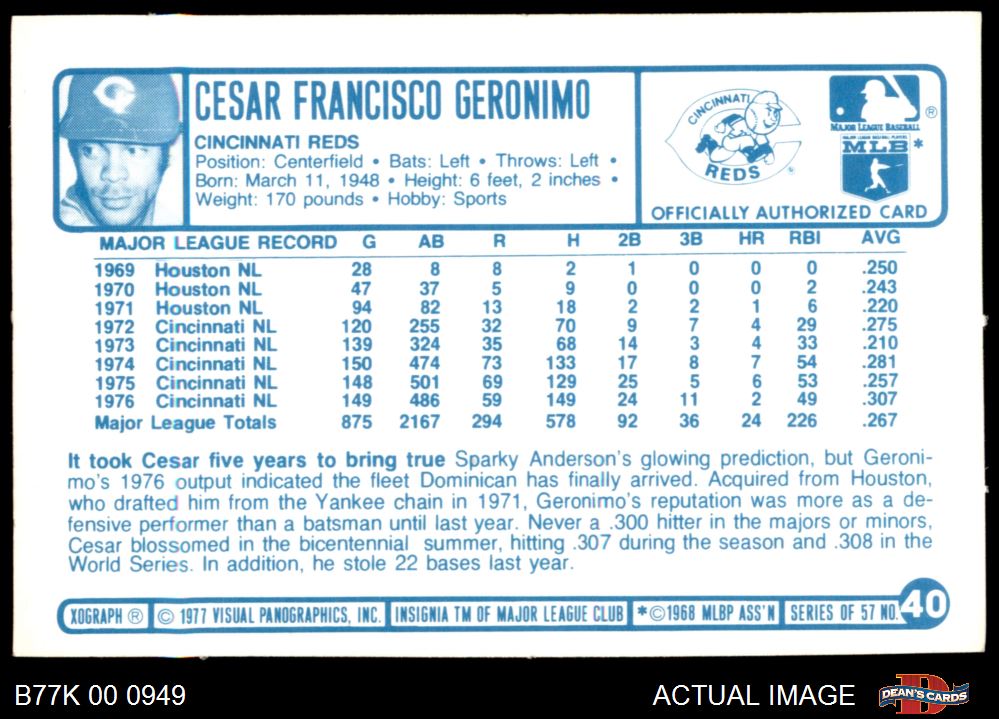 C
CESAR FRANCISCO GERONIMO
CINCINNATI REDS
Position: Centerfield • Bats: Left • Throws: Left •
Born: March 11, 1948 • Height: 6 feet, 2 inches •
Weight: 170 pounds • Hobby: Sports
CINCINNATI
REDS
®
MAJOR LEAGUE BASEBALL
®
MAJOR LEAGUE BASEBALL PLAYERS
MLB *
OFFICIALLY AUTHORIZED CARD
MAJOR LEAGUE RECORD G AB R H 2B 3B HR RBI AVG
1969 Houston NL 28 8 8 2 1 0 0 0 .250
1970 Houston NL 47 37 5 9 0 0 0 2 .243
1971 Houston NL 94 82 13 18 2 2 1 6 .220
1972 Cincinnati NL 120 255 32 70 9 7 4 29 .275
1973 Cincinnati NL 139 324 35 68 14 3 4 33 .210
1974 Cincinnati NL 150 474 73 133 17 8 7 54 .281
1975 Cincinnati NL 148 501 69 129 25 5 6 53 .257
1976 Cincinnati NL 149 486 59 149 24 11 2 49 .307
Major League Totals 875 2167 294 578 92 36 24 226 .267
It took Cesar five years to bring true Sparky Anderson's glowing prediction, but Geroni-
mo's 1976 output indicated the fleet Dominican has finally arrived. Acquired from Houston,
who drafted him from the Yankee chain in 1971, Geronimo's reputation was more as a de-
fensive performer than a batsman until last year. Never a .300 hitter in the majors or minors,
Cesar blossomed in the bicentennial summer, hitting .307 during the season and .308 in the
World Series. In addition, he stole 22 bases last year.
XOGRAPH ® © 1977 VISUAL PANOGRAPHICS, INC. INSIGNIA TM OF MAJOR LEAGUE CLUB *©1968 MLBP ASS'N SERIES OF 57 NO. 40
B77K 00 0949 ACTUAL IMAGE DEAN'S CARDS